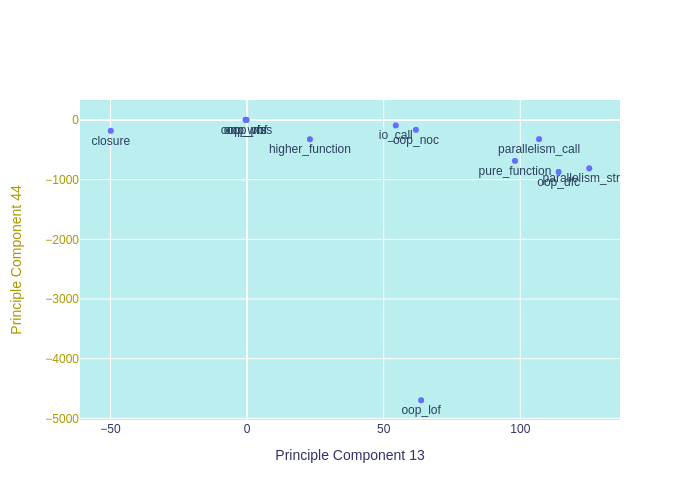 0
−1000
−2000
−3000
−4000
−5000
−50
0
50
100
Principle Component 13
Principle Component 44
closure
higher_function
io_call
oop_noc
parallelism_call
pure_function
parallelism_str
oop_lof